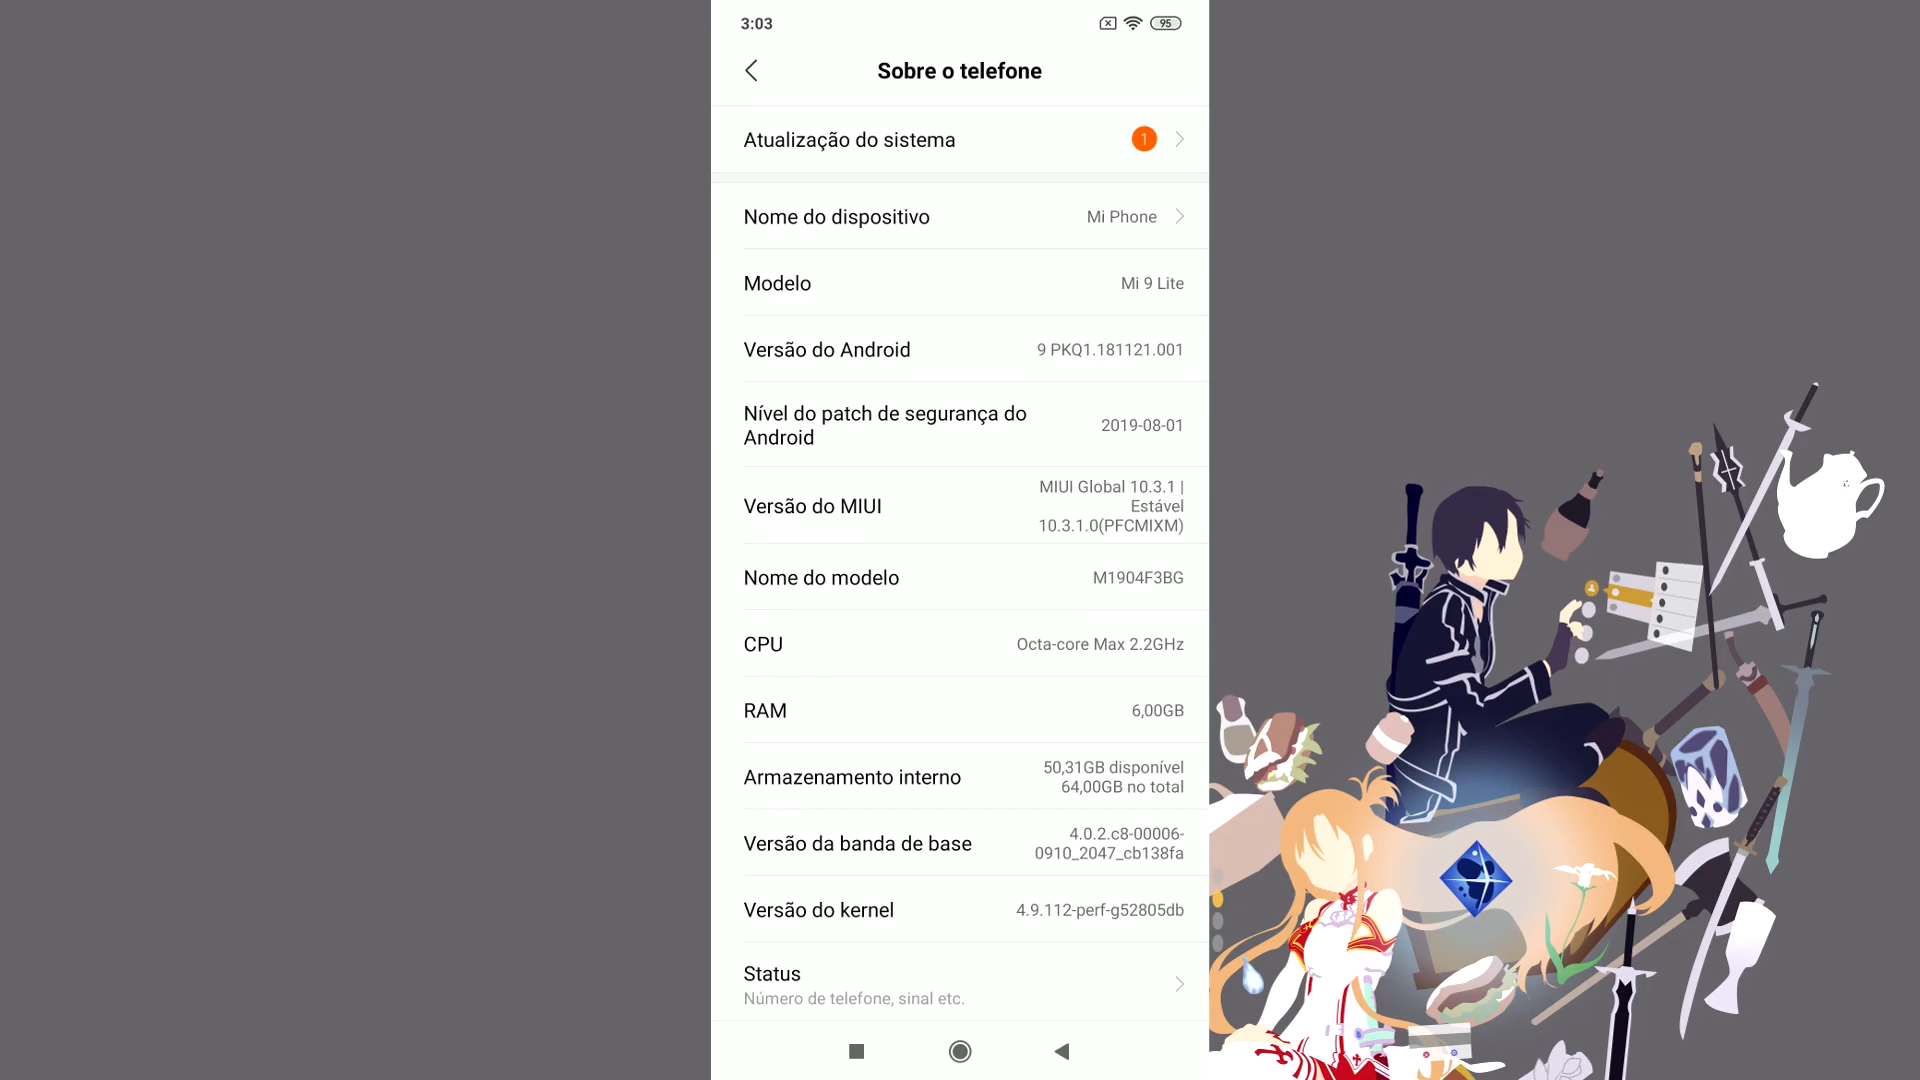 3:03
95
Sobre o telefone
Atualização do sistema
1
Nome do dispositivo
Mi Phone
Modelo
Mi 9 Lite
Versão do Android
9 PKQ1.181121.001
Nível do patch de segurança do
Android
2019-08-01
Versão do MIUI
MIUI Global 10.3.1 |
Estável
10.3.1.0(PFCMIXM)
Nome do modelo
M1904F3BG
CPU
Octa-core Max 2.2GHz
RAM
6,00GB
Armazenamento interno
50,31GB disponível
64,00GB no total
Versão da banda de base
4.0.2.c8-00006-
0910_2047_cb138fa
Versão do kernel
4.9.112-perf-g52805db
Status
Número de telefone, sinal etc.